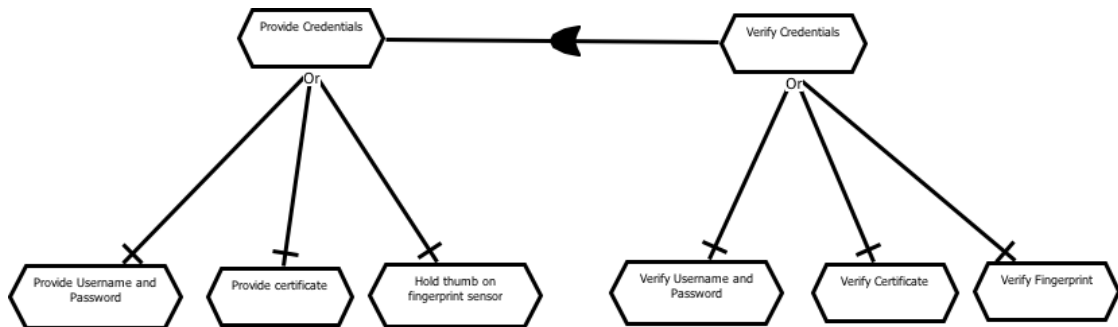 Provide Credentials
Verify Credentials
Or
Or
Provide Username and
Password
Provide certificate
Hold thumb on
fingerprint sensor
Verify Username and
Password
Verify Certificate
Verify Fingerprint